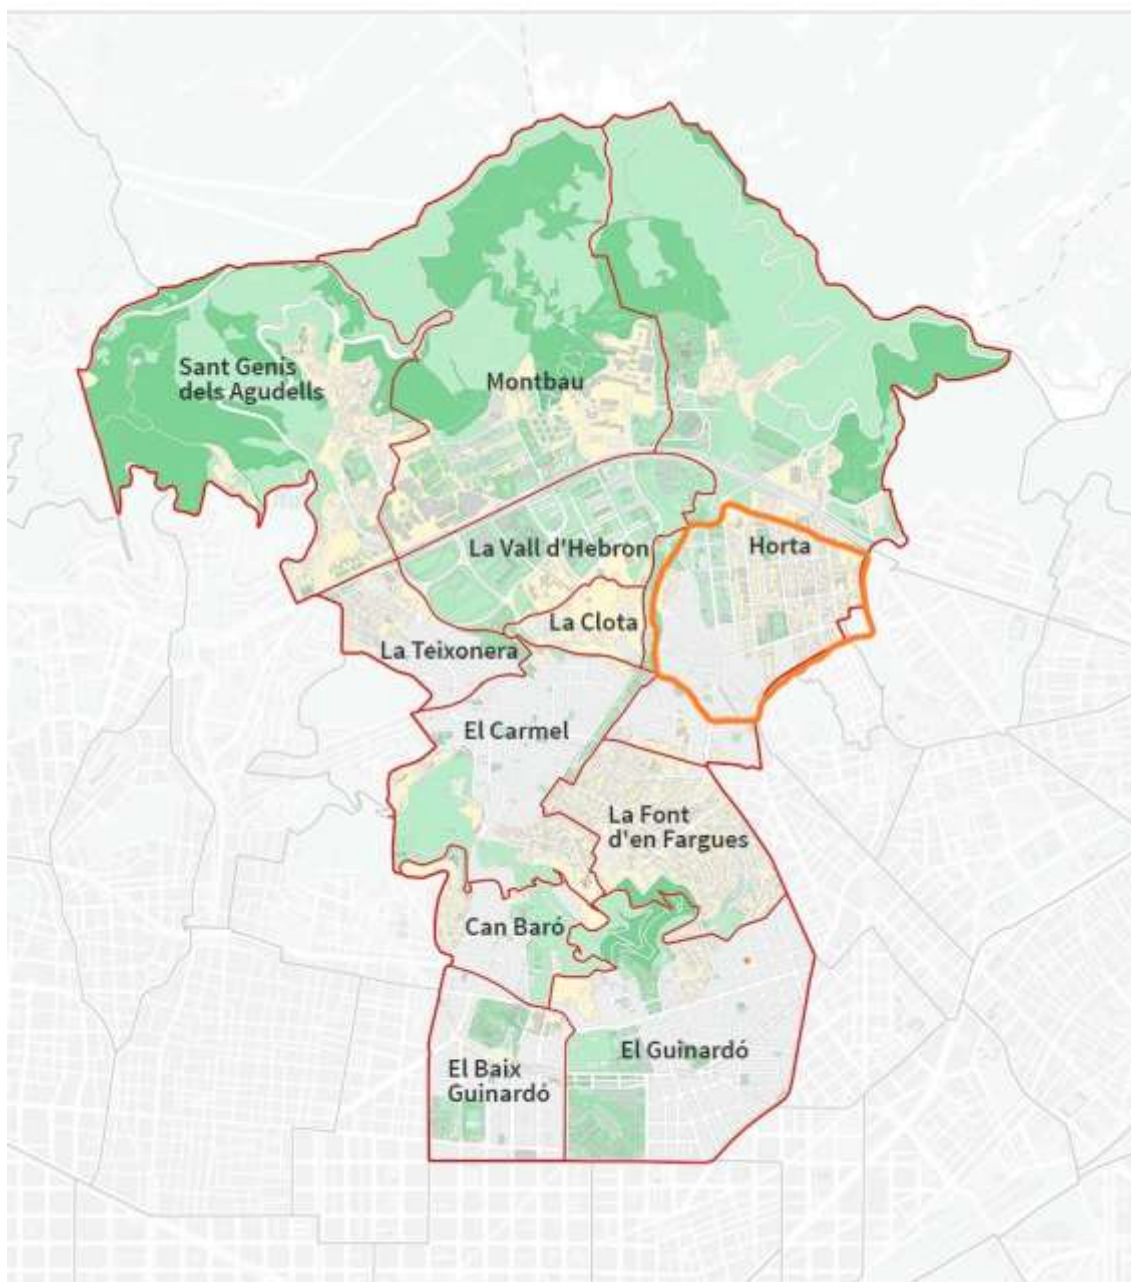 Sant Genís
dels Agudells
Montbau
La Vall d'Hebron
Horta
La Clota
La Teixonera
El Carmel
La Font
d'en Fargues
Can Baró
El Guinardó
El Baix
Guinardó